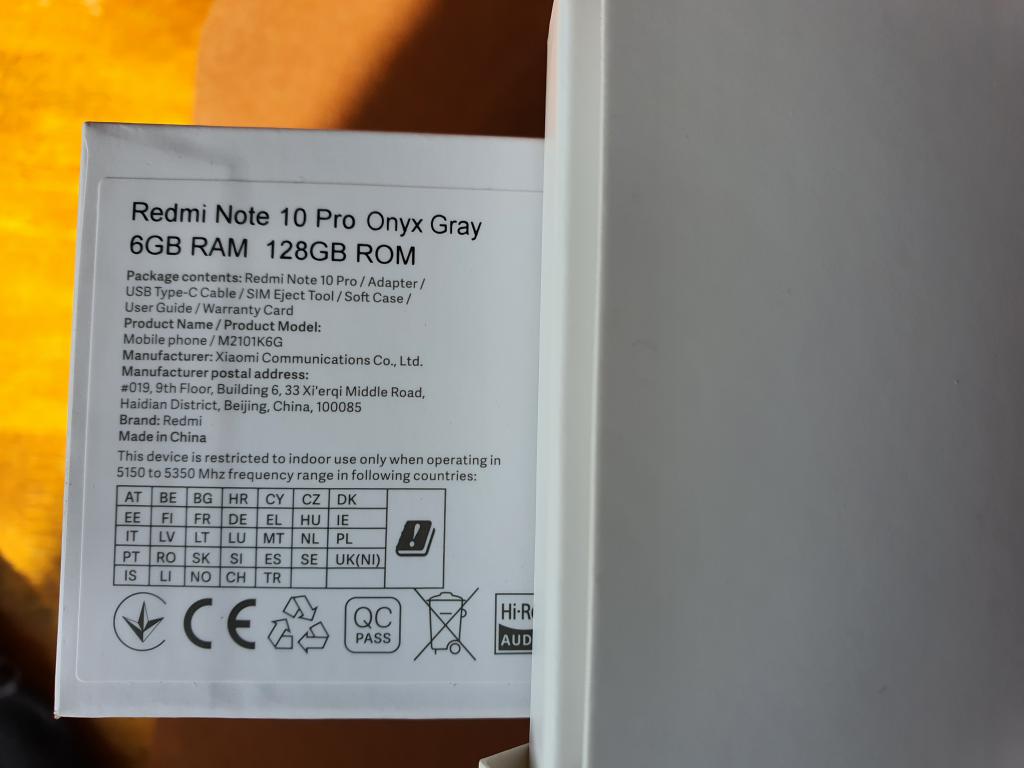 Redmi Note 10 Pro Onyx Gray
6GB RAM 128GB ROM
Package contents: Redmi Note 10 Pro / Adapter /
USB Type-C Cable / SIM Eject Tool / Soft Case /
User Guide / Warranty Card
Product Name / Product Model:
Mobile phone / M2101K6G
Manufacturer: Xiaomi Communications Co., Ltd.
Manufacturer postal address:
#019, 9th Floor, Building 6, 33 Xi'erqi Middle Road,
Haidian District, Beijing, China, 100085
Brand: Redmi
Made in China
This device is restricted to indoor use only when operating in
5150 to 5350 Mhz frequency range in following countries:
AT BE BG HR CY CZ DK
EE FI FR DE EL HU IE
IT LV LT LU MT NL PL
PT RO SK SI ES SE UK(NI)
IS LI NO CH TR
CE
QC
PASS
Hi-R
AUD